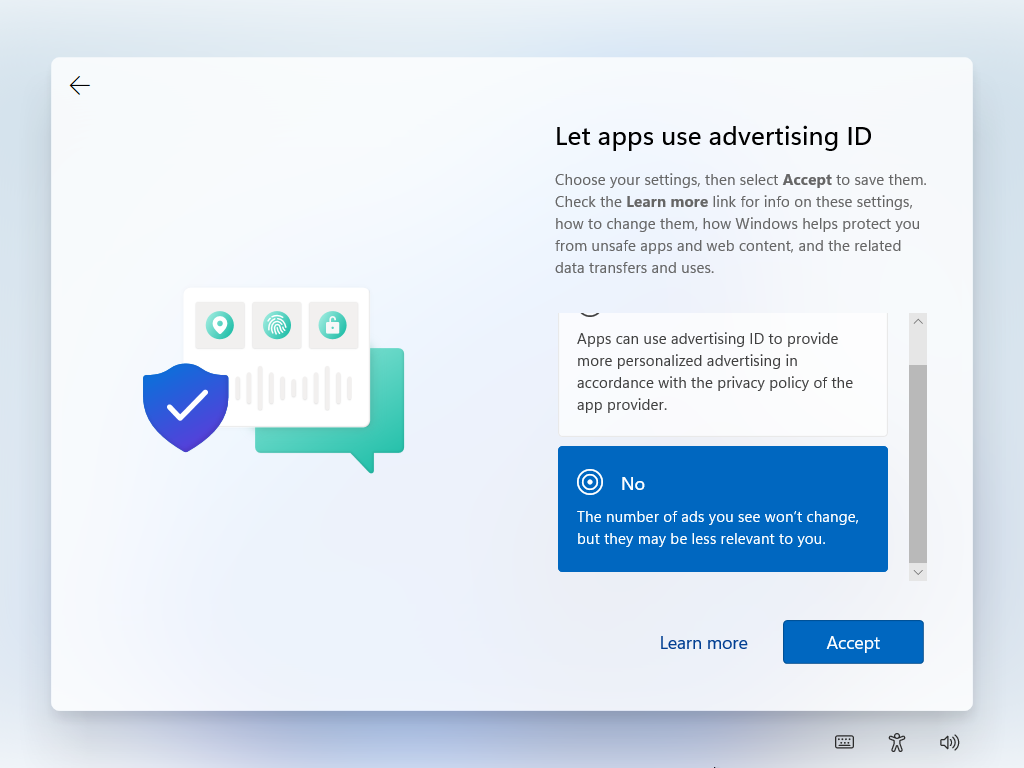 Let apps use advertising ID
Choose your settings, then select Accept to save them.
Check the Learn more link for info on these settings,
how to change them, how Windows helps protect you
from unsafe apps and web content, and the related
data transfers and uses.
Apps can use advertising ID to provide
more personalized advertising in
accordance with the privacy policy of the
app provider.
No
The number of ads you see won’t change,
but they may be less relevant to you.
Learn more
Accept